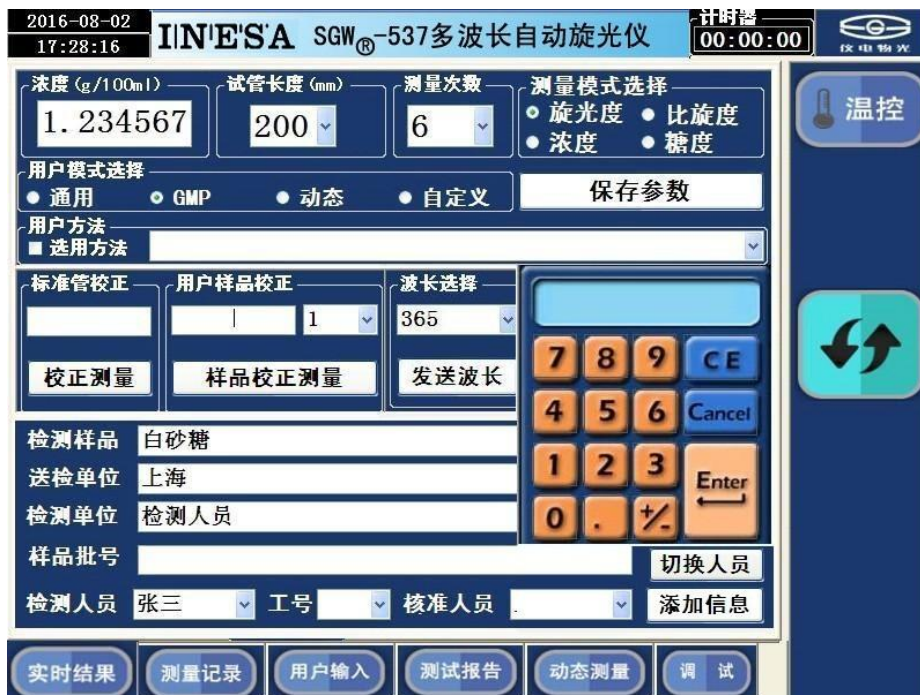 2016-08-02
17:28:16
INESA SGW®-537多波长自动旋光仪
计时器
00:00:00
仪电物光
浓度(g/100ml)
1.234567
试管长度(mm)
200
测量次数
6
测量模式选择
旋光度 比旋度
浓度 糖度
温控
用户模式选择
通用 GMP 动态 自定义
保存参数
用户方法
选用方法
标准管校正
用户样品校正
1
波长选择
365
校正测量
样品校正测量
发送波长
7 8 9 CE
4 5 6 Cancel
1 2 3 Enter
0 . +/-
检测样品 白砂糖
送检单位 上海
检测单位 检测人员
样品批号
切换人员
检测人员 张三 工号 核准人员 .
添加信息
实时结果 测量记录 用户输入 测试报告 动态测量 调 试